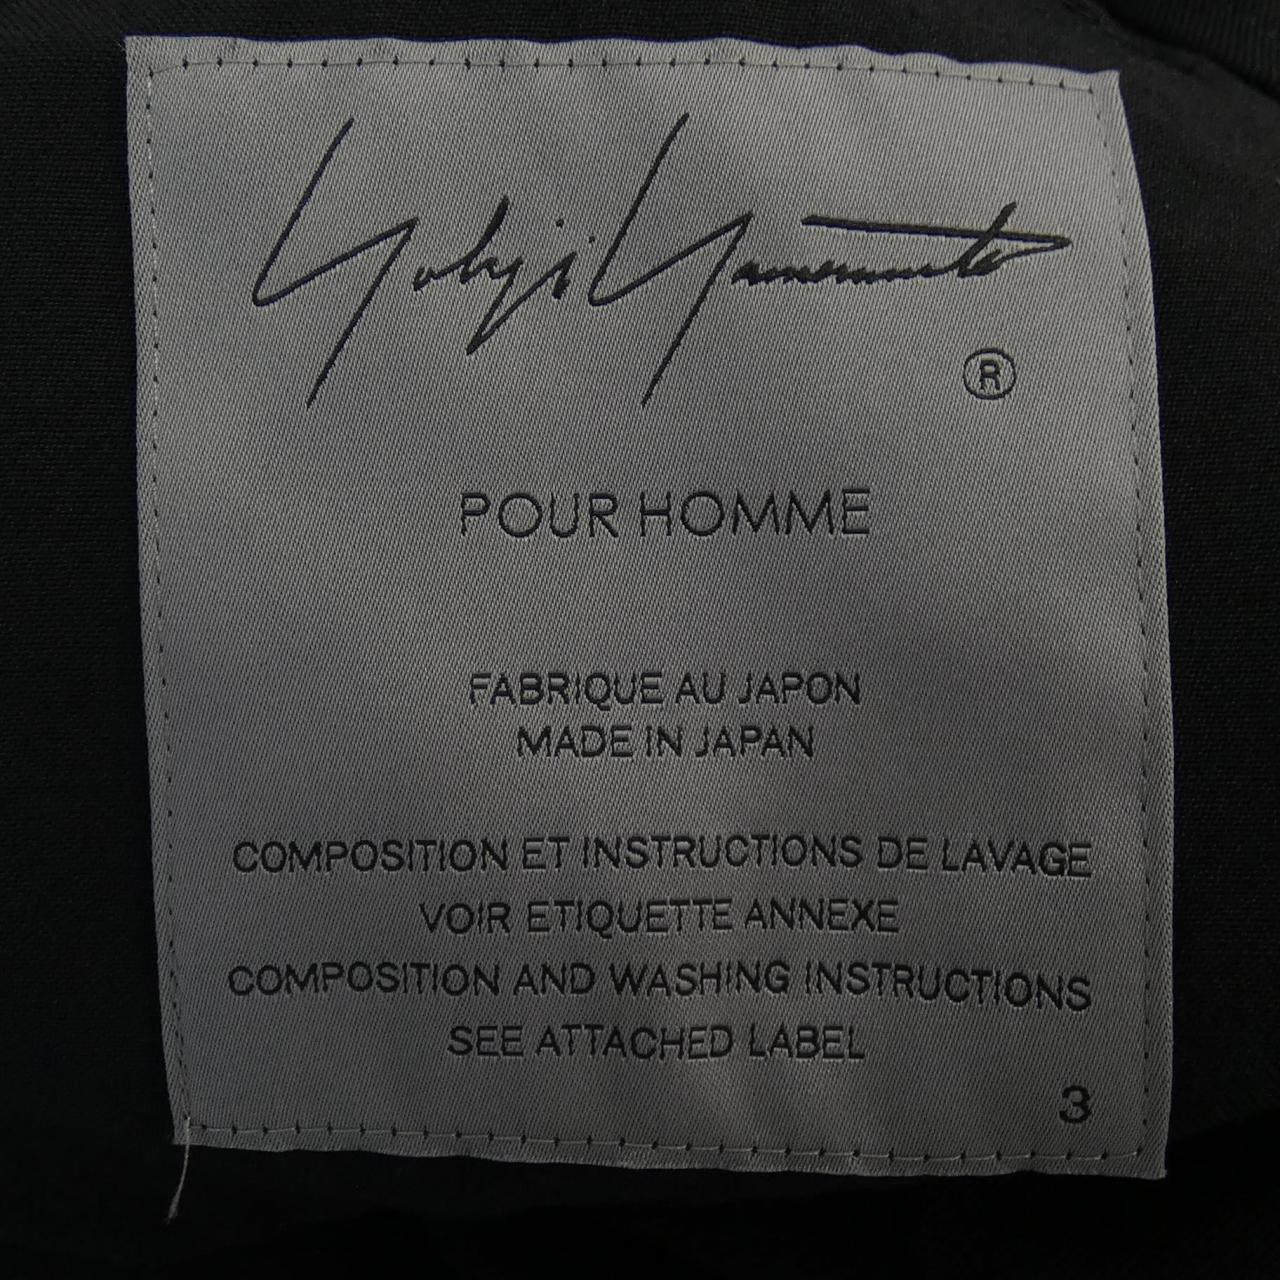 Yohji Yamamoto
®
POUR HOMME
FABRIQUE AU JAPON
MADE IN JAPAN
COMPOSITION ET INSTRUCTIONS DE LAVAGE
VOIR ETIQUETTE ANNEXE
COMPOSITION AND WASHING INSTRUCTIONS
SEE ATTACHED LABEL
3